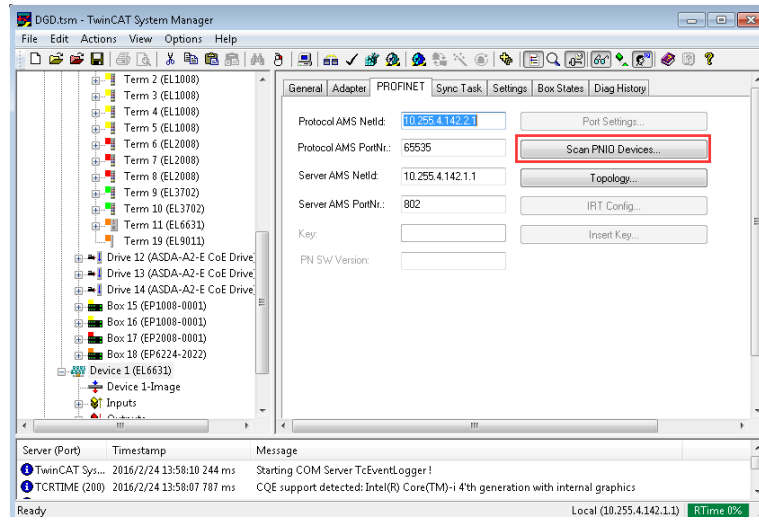 DGD.tsm - TwinCAT System Manager
File Edit Actions View Options Help
Term 2 (EL1008)
Term 3 (EL1008)
Term 4 (EL1008)
Term 5 (EL1008)
Term 6 (EL2008)
Term 7 (EL2008)
Term 8 (EL2008)
Term 9 (EL3702)
Term 10 (EL3702)
Term 11 (EL6631)
Term 19 (EL9011)
Drive 12 (ASDA-A2-E CoE Drive
Drive 13 (ASDA-A2-E CoE Drive
Drive 14 (ASDA-A2-E CoE Drive
Box 15 (EP1008-0001)
Box 16 (EP1008-0001)
Box 17 (EP2008-0001)
Box 18 (EP6224-2022)
Device 1 (EL6631)
Device 1-Image
Inputs
General Adapter PROFINET Sync Task Settings Box States Diag History
Protocol AMS NetId: 10.255.4.142.2.1 Port Settings...
Protocol AMS PortNr.: 65535 Scan PNIO Devices...
Server AMS NetId: 10.255.4.142.1.1 Topology...
Server AMS PortNr.: 802 IRT Config...
Key: Insert Key...
PN SW Version:
Server (Port) Timestamp Message
TwinCAT Sys... 2016/2/24 13:58:10 244 ms Starting COM Server TcEventLogger !
TCRTIME (200) 2016/2/24 13:58:07 787 ms CQE support detected: Intel(R) Core(TM)-i 4'th generation with internal graphics
Ready Local (10.255.4.142.1.1) RTime 0%